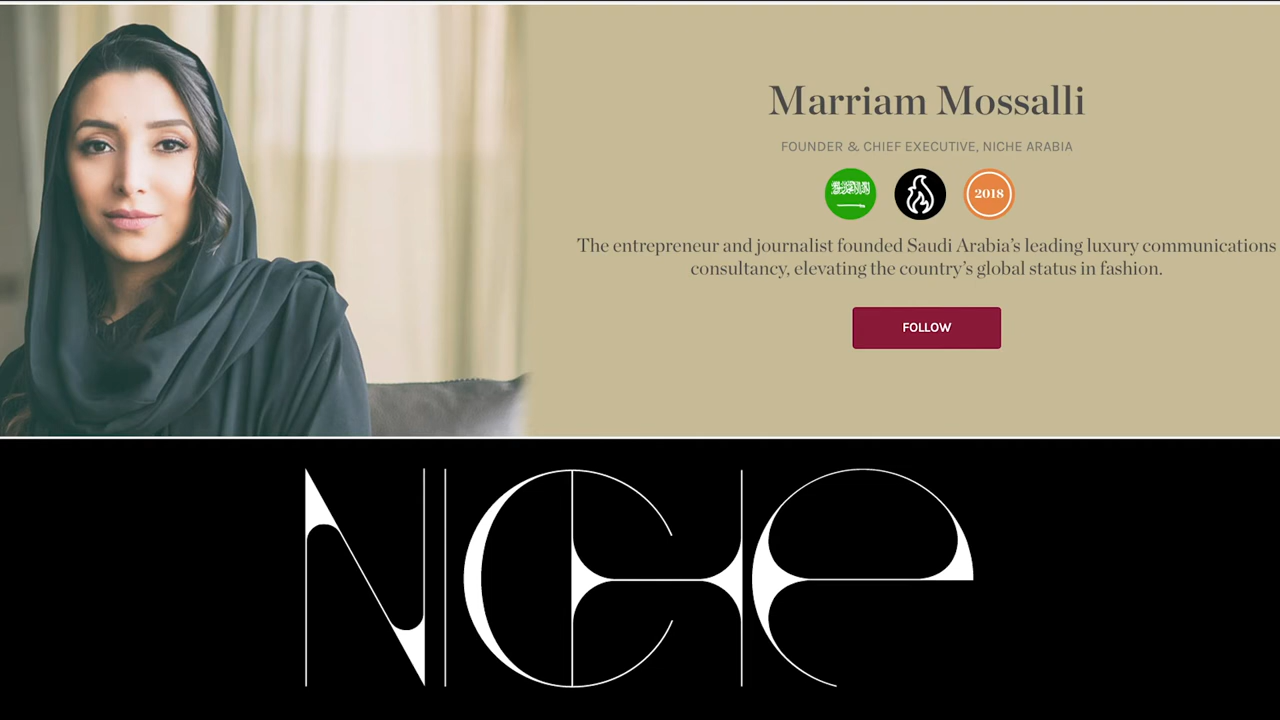 Marriam Mossalli
FOUNDER & CHIEF EXECUTIVE, NICHE ARABIA
2018
The entrepreneur and journalist founded Saudi Arabia’s leading luxury communications
consultancy, elevating the country’s global status in fashion.
FOLLOW
NICHe